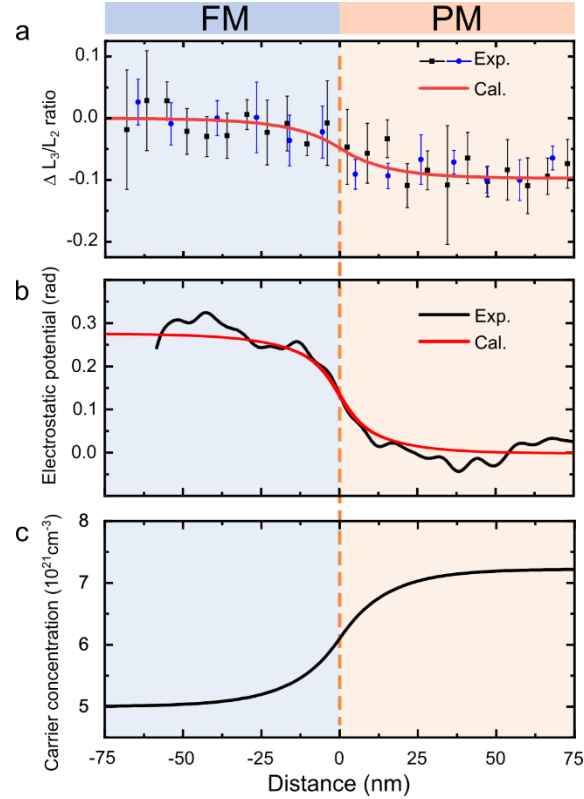 FM PM
a
0.1
0.0
-0.1
-0.2
Δ L₃/L₂ ratio
Exp.
Cal.
b
0.3
0.2
0.1
0.0
Electrostatic potential (rad)
Exp.
Cal.
c
8
7
6
5
Carrier concentration (10²¹cm⁻³)
-75 -50 -25 0 25 50 75
Distance (nm)